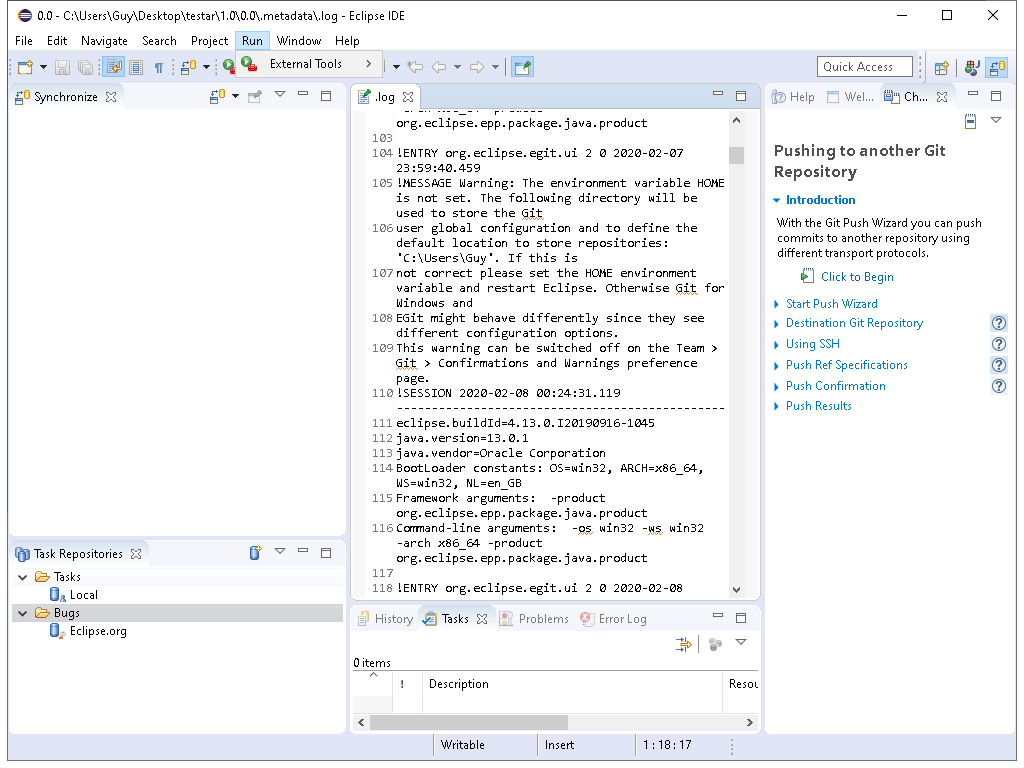 0.0 - C:\Users\Guy\Desktop\testar\1.0\0.0\.metadata\.log - Eclipse IDE
File Edit Navigate Search Project Run Window Help
External Tools
Quick Access
Synchronize
.log
org.eclipse.epp.package.java.product
103
104 !ENTRY org.eclipse.egit.ui 2 0 2020-02-07
23:59:40.459
105 !MESSAGE Warning: The environment variable HOME
is not set. The following directory will be
used to store the Git
106 user global configuration and to define the
default location to store repositories:
'C:\Users\Guy'. If this is
107 not correct please set the HOME environment
variable and restart Eclipse. Otherwise Git for
Windows and
108 EGit might behave differently since they see
different configuration options.
109 This warning can be switched off on the Team >
Git > Confirmations and Warnings preference
page.
110 !SESSION 2020-02-08 00:24:31.119
-----------------------------------------------
111 eclipse.buildId=4.13.0.I20190916-1045
112 java.version=13.0.1
113 java.vendor=Oracle Corporation
114 BootLoader constants: OS=win32, ARCH=x86_64,
WS=win32, NL=en_GB
115 Framework arguments:  -product
org.eclipse.epp.package.java.product
116 Command-line arguments:  -os win32 -ws win32
-arch x86_64 -product
org.eclipse.epp.package.java.product
117
118 !ENTRY org.eclipse.egit.ui 2 0 2020-02-08
Help Wel... Ch...
Pushing to another Git
Repository
Introduction
With the Git Push Wizard you can push
commits to another repository using
different transport protocols.
Click to Begin
Start Push Wizard
Destination Git Repository
Using SSH
Push Ref Specifications
Push Confirmation
Push Results
Task Repositories
Tasks
Local
Bugs
Eclipse.org
History Tasks Problems Error Log
0 items
! Description Resou
Writable Insert 1 : 18 : 17